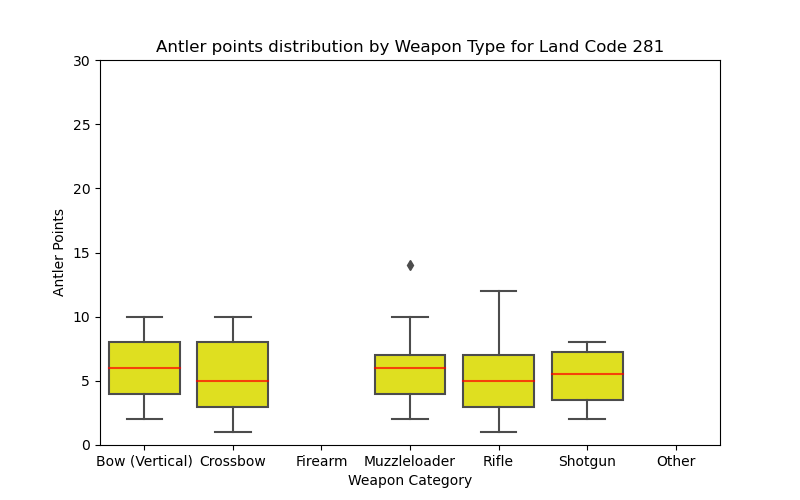 Antler points distribution by Weapon Type for Land Code 281
30
25
20
15
10
5
0
Antler Points
Bow (Vertical) Crossbow Firearm Muzzleloader Rifle Shotgun Other
Weapon Category